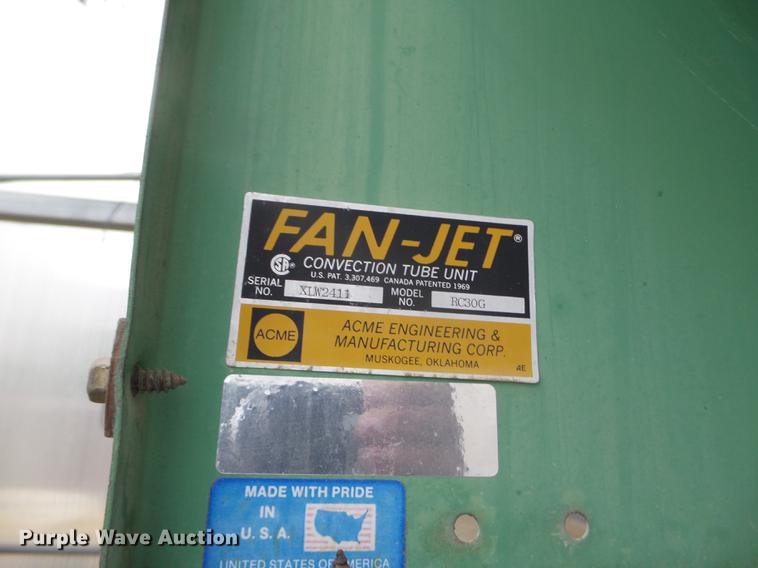 FAN-JET®
CONVECTION TUBE UNIT
U.S. PAT. 3,307,469 CANADA PATENTED 1969
SERIAL NO. XLW2411 MODEL NO. RC30G
ACME
ACME ENGINEERING &
MANUFACTURING CORP.
MUSKOGEE, OKLAHOMA
AE
MADE WITH PRIDE
IN
U.S.A.
UNITED STATES OF AMERICA
Purple Wave Auction